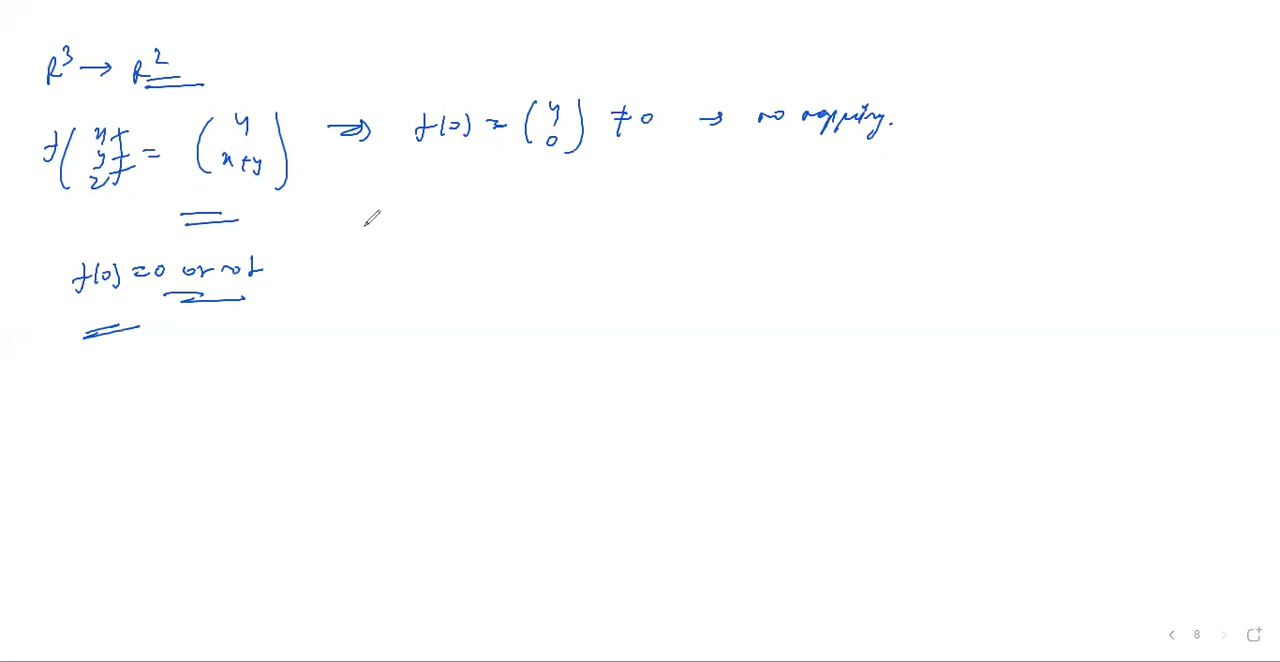 R³ → R²
f(x y z) = (4 x+y) ⇒ f(0) = (4 0) ≠ 0 → no mapping.
f(0) = 0 or not
8